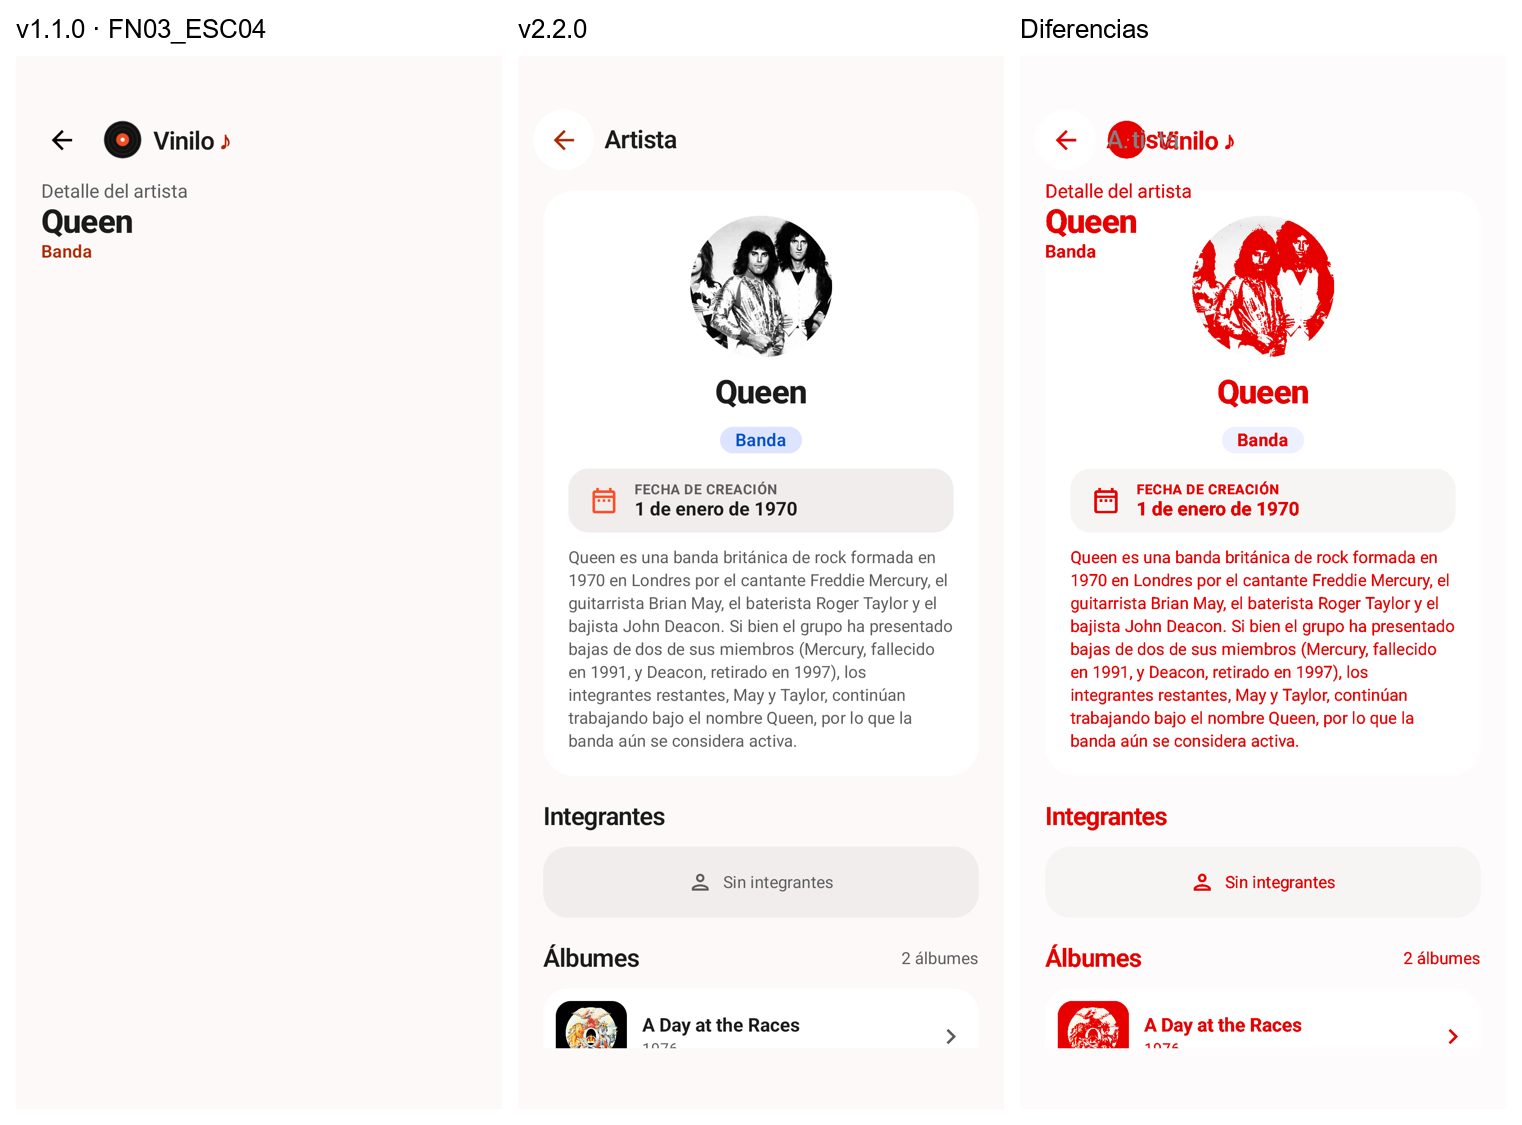 v1.1.0 · FN03_ESC04
Vinilo ♪
Detalle del artista
Queen
Banda
v2.2.0
Artista
Queen
Banda
FECHA DE CREACIÓN
1 de enero de 1970
Queen es una banda británica de rock formada en
1970 en Londres por el cantante Freddie Mercury, el
guitarrista Brian May, el baterista Roger Taylor y el
bajista John Deacon. Si bien el grupo ha presentado
bajas de dos de sus miembros (Mercury, fallecido
en 1991, y Deacon, retirado en 1997), los
integrantes restantes, May y Taylor, continúan
trabajando bajo el nombre Queen, por lo que la
banda aún se considera activa.
Integrantes
Sin integrantes
Álbumes
2 álbumes
A Day at the Races
1976
Diferencias
Artista
Vinilo ♪
Detalle del artista
Queen
Banda
Queen
Banda
FECHA DE CREACIÓN
1 de enero de 1970
Queen es una banda británica de rock formada en
1970 en Londres por el cantante Freddie Mercury, el
guitarrista Brian May, el baterista Roger Taylor y el
bajista John Deacon. Si bien el grupo ha presentado
bajas de dos de sus miembros (Mercury, fallecido
en 1991, y Deacon, retirado en 1997), los
integrantes restantes, May y Taylor, continúan
trabajando bajo el nombre Queen, por lo que la
banda aún se considera activa.
Integrantes
Sin integrantes
Álbumes
2 álbumes
A Day at the Races
1976